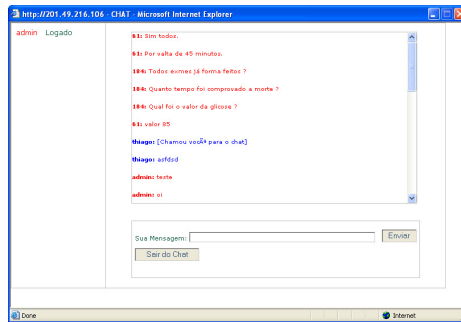 http://201.49.216.106 - CHAT - Microsoft Internet Explorer
admin Logado
61: Sim todos.
61: Por valta de 45 minutos.
184: Todos exmes já forma feitos ?
184: Quanto tempo foi comprovado a morte ?
184: Qual foi o valor da glicose ?
61: valor 85
thiago: [Chamou vocÃª para o chat]
thiago: asfdsd
admin: teste
admin: oi
Sua Mensagem:
Enviar
Sair do Chat
Done
Internet